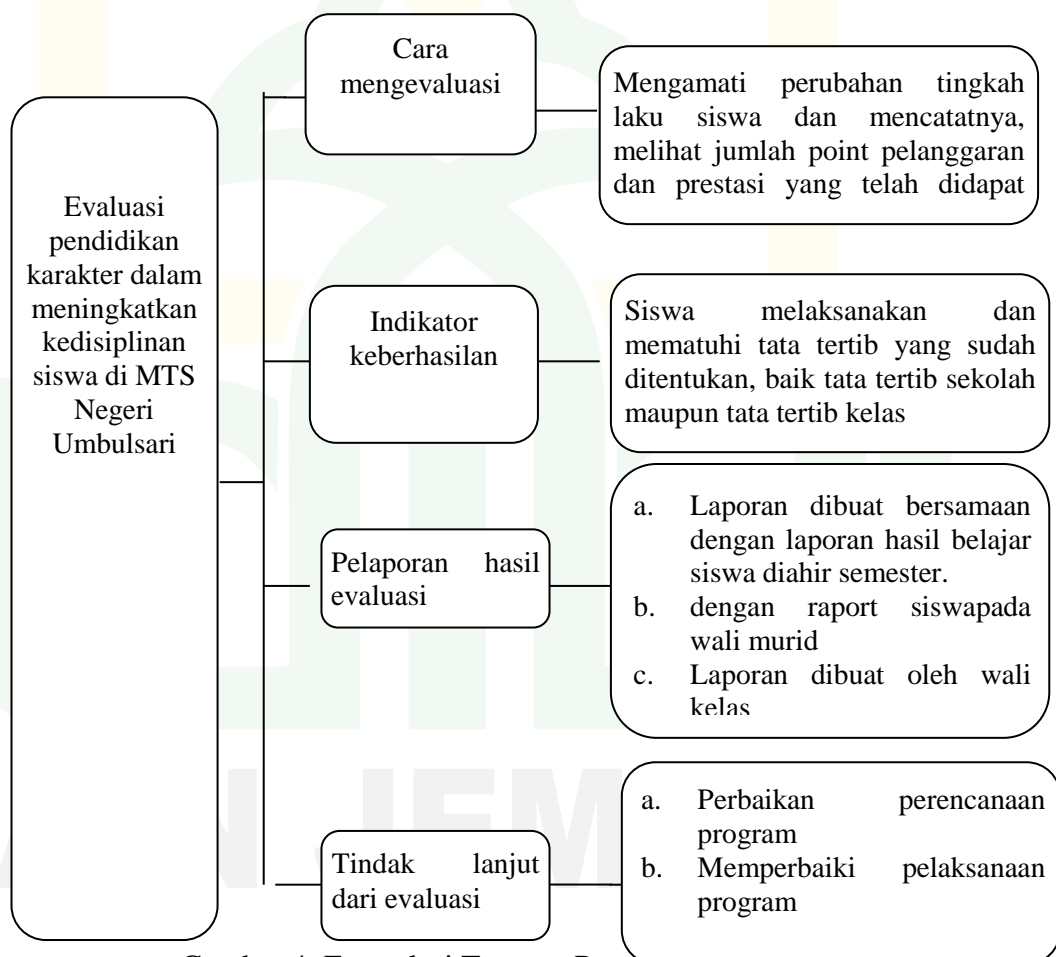 Evaluasi
pendidikan
karakter dalam
meningkatkan
kedisiplinan
siswa di MTS
Negeri
Umbulsari
Cara
mengevaluasi
Mengamati perubahan tingkah
laku siswa dan mencatatnya,
melihat jumlah point pelanggaran
dan prestasi yang telah didapat
Indikator
keberhasilan
Siswa melaksanakan dan
mematuhi tata tertib yang sudah
ditentukan, baik tata tertib sekolah
maupun tata tertib kelas
Pelaporan hasil
evaluasi
a. Laporan dibuat bersamaan
dengan laporan hasil belajar
siswa diahir semester.
b. dengan raport siswapada
wali murid
c. Laporan dibuat oleh wali
kelas
Tindak lanjut
dari evaluasi
a. Perbaikan perencanaan
program
b. Memperbaiki pelaksanaan
program